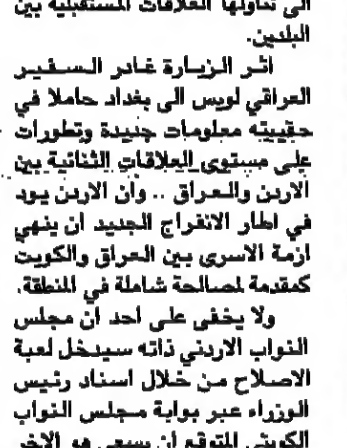 الى تناولها العلاقات المستقبلية بين
البلدين.
اثر الزيارة غادر السفير
العراقي لويس الى بغداد حاملا في
حقيبته معلومات جديدة وتطورات
على مستوى العلاقات الثنائية بين
الاردن والعراق .. وان الاردن يود
في اطار الانفراج الجديد ان ينهي
ازمة الاسرى بين العراق والكويت
كمقدمة لمصالحة شاملة في المنطقة.
ولا يخفى على احد ان مجلس
النواب الاردني ذاته سيدخل لعبة
الاصلاح من خلال اسناد رئيس
الوزراء عبر بوابة مجلس النواب
الكويتي المتوقع ان يسعى هو الاخر